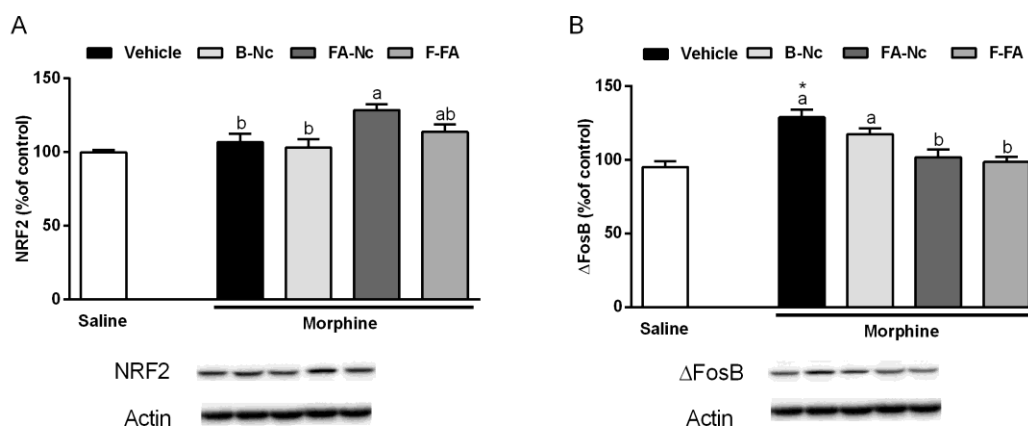 A
Vehicle B-Nc FA-Nc F-FA
NRF2 (%of control)
150
100
50
0
b b a ab
Saline
Morphine
NRF2
Actin
B
Vehicle B-Nc FA-Nc F-FA
ΔFosB (%of control)
150
100
50
0
*
a a b b
Saline
Morphine
ΔFosB
Actin